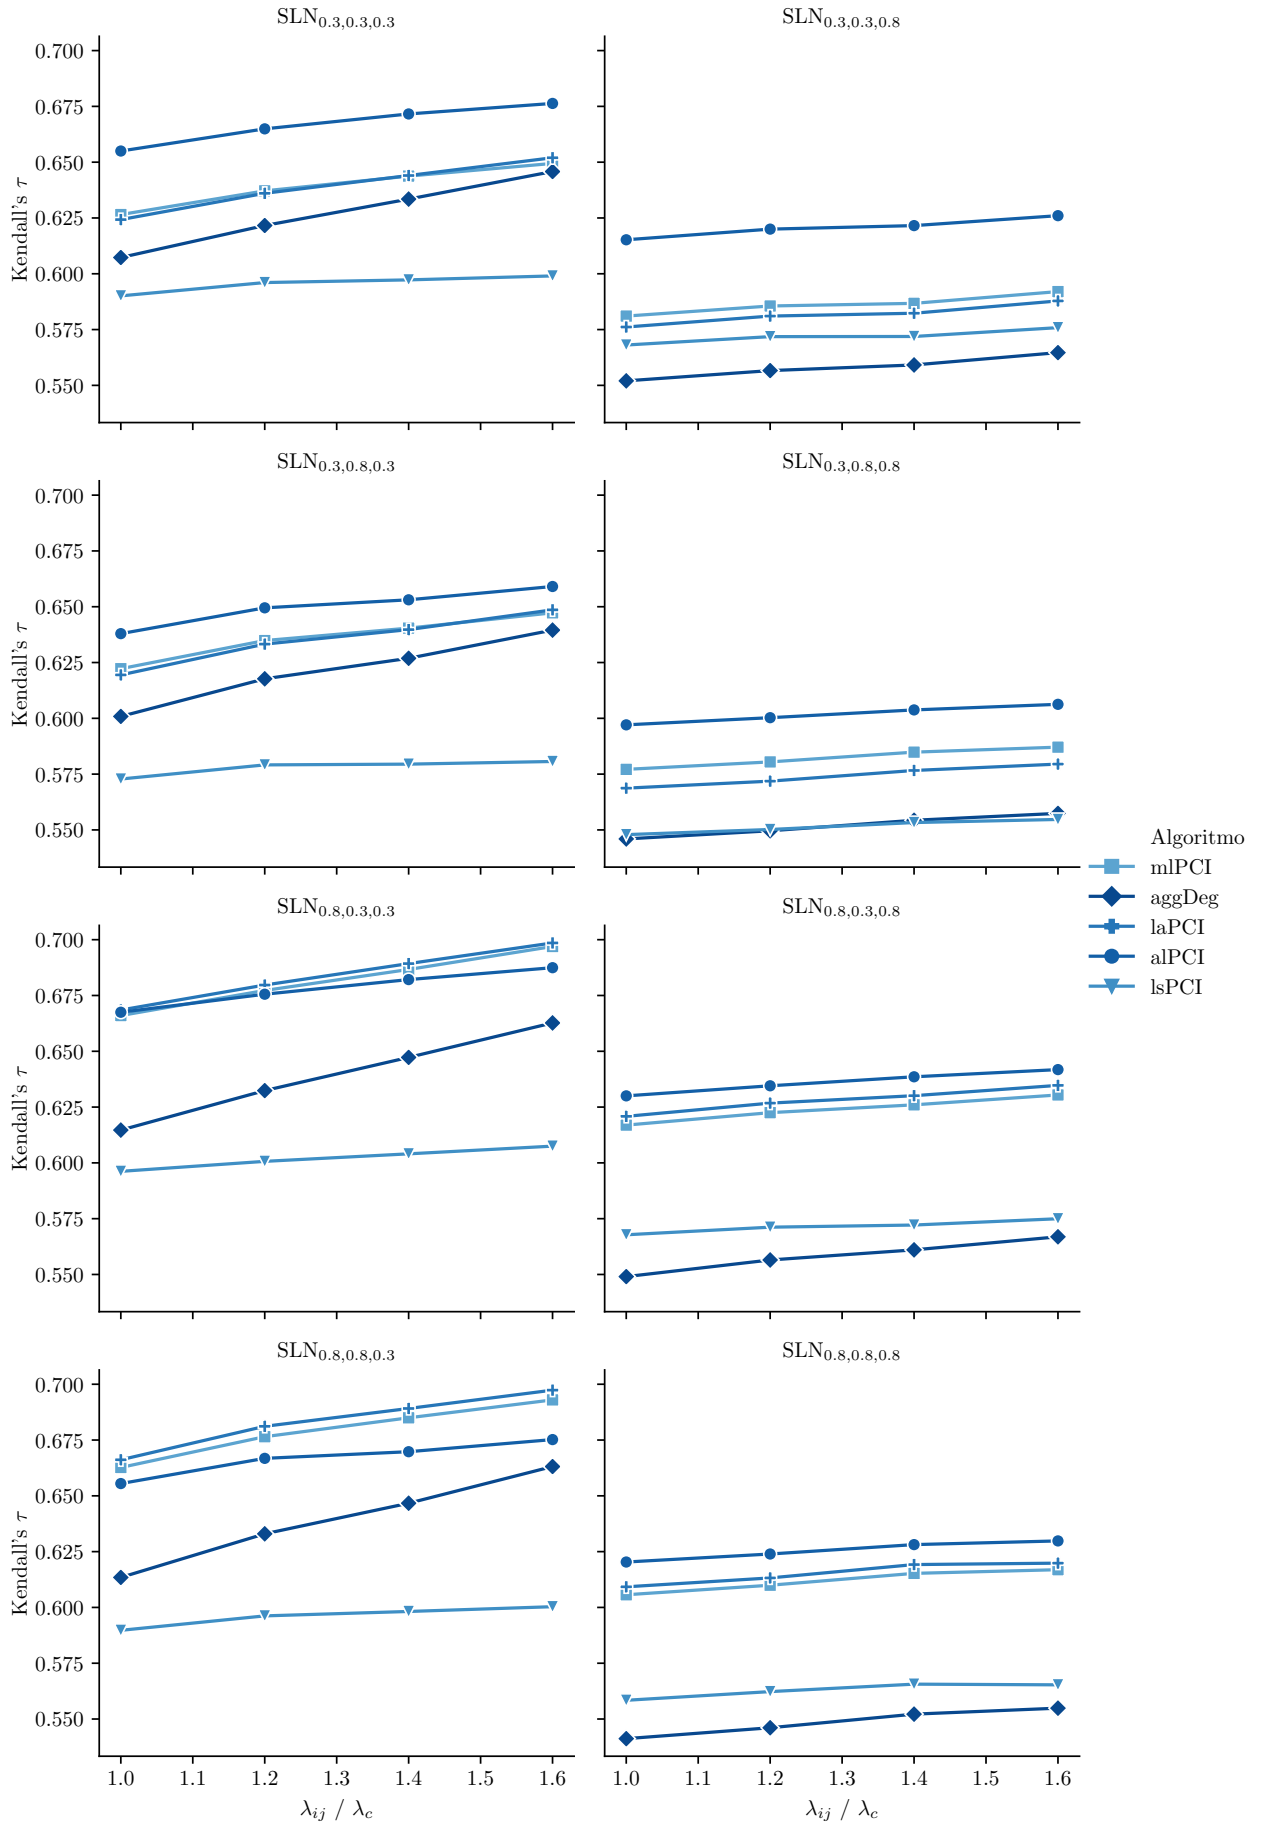 SLN0.3,0.3,0.3
SLN0.3,0.3,0.8
0.700
0.675
0.650
0.625
0.600
0.575
0.550
Kendall's τ
SLN0.3,0.8,0.3
SLN0.3,0.8,0.8
0.700
0.675
0.650
0.625
0.600
0.575
0.550
Kendall's τ
Algoritmo
mlPCI
aggDeg
laPCI
alPCI
lsPCI
SLN0.8,0.3,0.3
SLN0.8,0.3,0.8
0.700
0.675
0.650
0.625
0.600
0.575
0.550
Kendall's τ
SLN0.8,0.8,0.3
SLN0.8,0.8,0.8
0.700
0.675
0.650
0.625
0.600
0.575
0.550
Kendall's τ
1.0 1.1 1.2 1.3 1.4 1.5 1.6
1.0 1.1 1.2 1.3 1.4 1.5 1.6
λij / λc
λij / λc